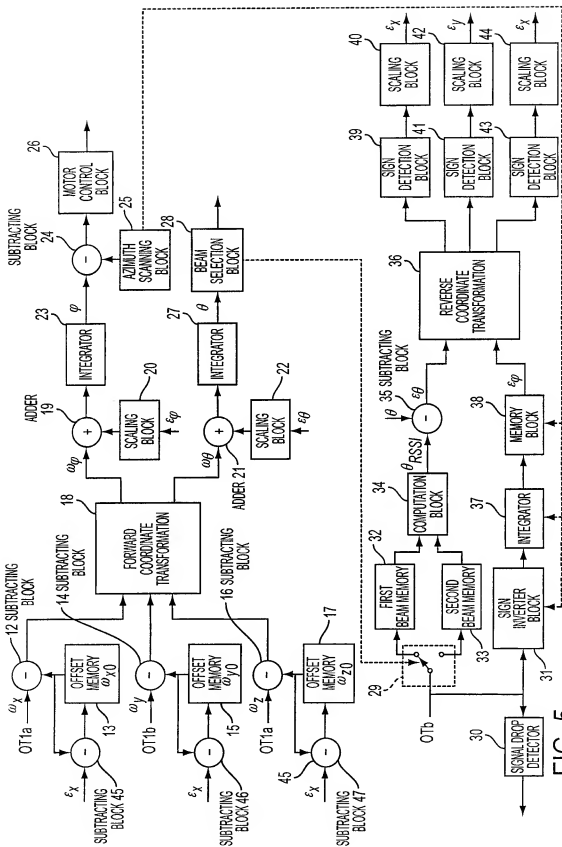 12 SUBTRACTING BLOCK
ωx
OT1a
OFFSET
MEMORY
ωx0
13
εx
SUBTRACTING BLOCK 45
14 SUBTRACTING BLOCK
ωy
OT1b
OFFSET
MEMORY
ωy0
15
εx
SUBTRACTING BLOCK 46
16 SUBTRACTING BLOCK
ωz
OT1a
OFFSET
MEMORY
ωz0
17
45
εx
SUBTRACTING BLOCK 47
18
FORWARD
COORDINATE
TRANSFORMATION
ωφ
ωθ
ADDER
19
+
SCALING
BLOCK
20
εφ
23
INTEGRATOR
φ
SUBTRACTING BLOCK
24
26
MOTOR
CONTROL
BLOCK
25
AZIMUTH
SCANNING
BLOCK
+
ADDER 21
SCALING
BLOCK
22
εθ
27
INTEGRATOR
θ
28
BEAM
SELECTION
BLOCK
OTb
29
30
SIGNAL DROP
DETECTOR
31
SIGN
INVERTER
BLOCK
32
FIRST
BEAM MEMORY
SECOND
BEAM MEMORY
33
34
COMPUTATION
BLOCK
θRSSI
θ
35 SUBTRACTING
BLOCK
εθ
37
INTEGRATOR
38
MEMORY
BLOCK
εφ
36
REVERSE
COORDINATE
TRANSFORMATION
39
SIGN
DETECTION
BLOCK
40
SCALING
BLOCK
εx
41
SIGN
DETECTION
BLOCK
42
SCALING
BLOCK
εy
43
SIGN
DETECTION
BLOCK
44
SCALING
BLOCK
εx
FIG. 5